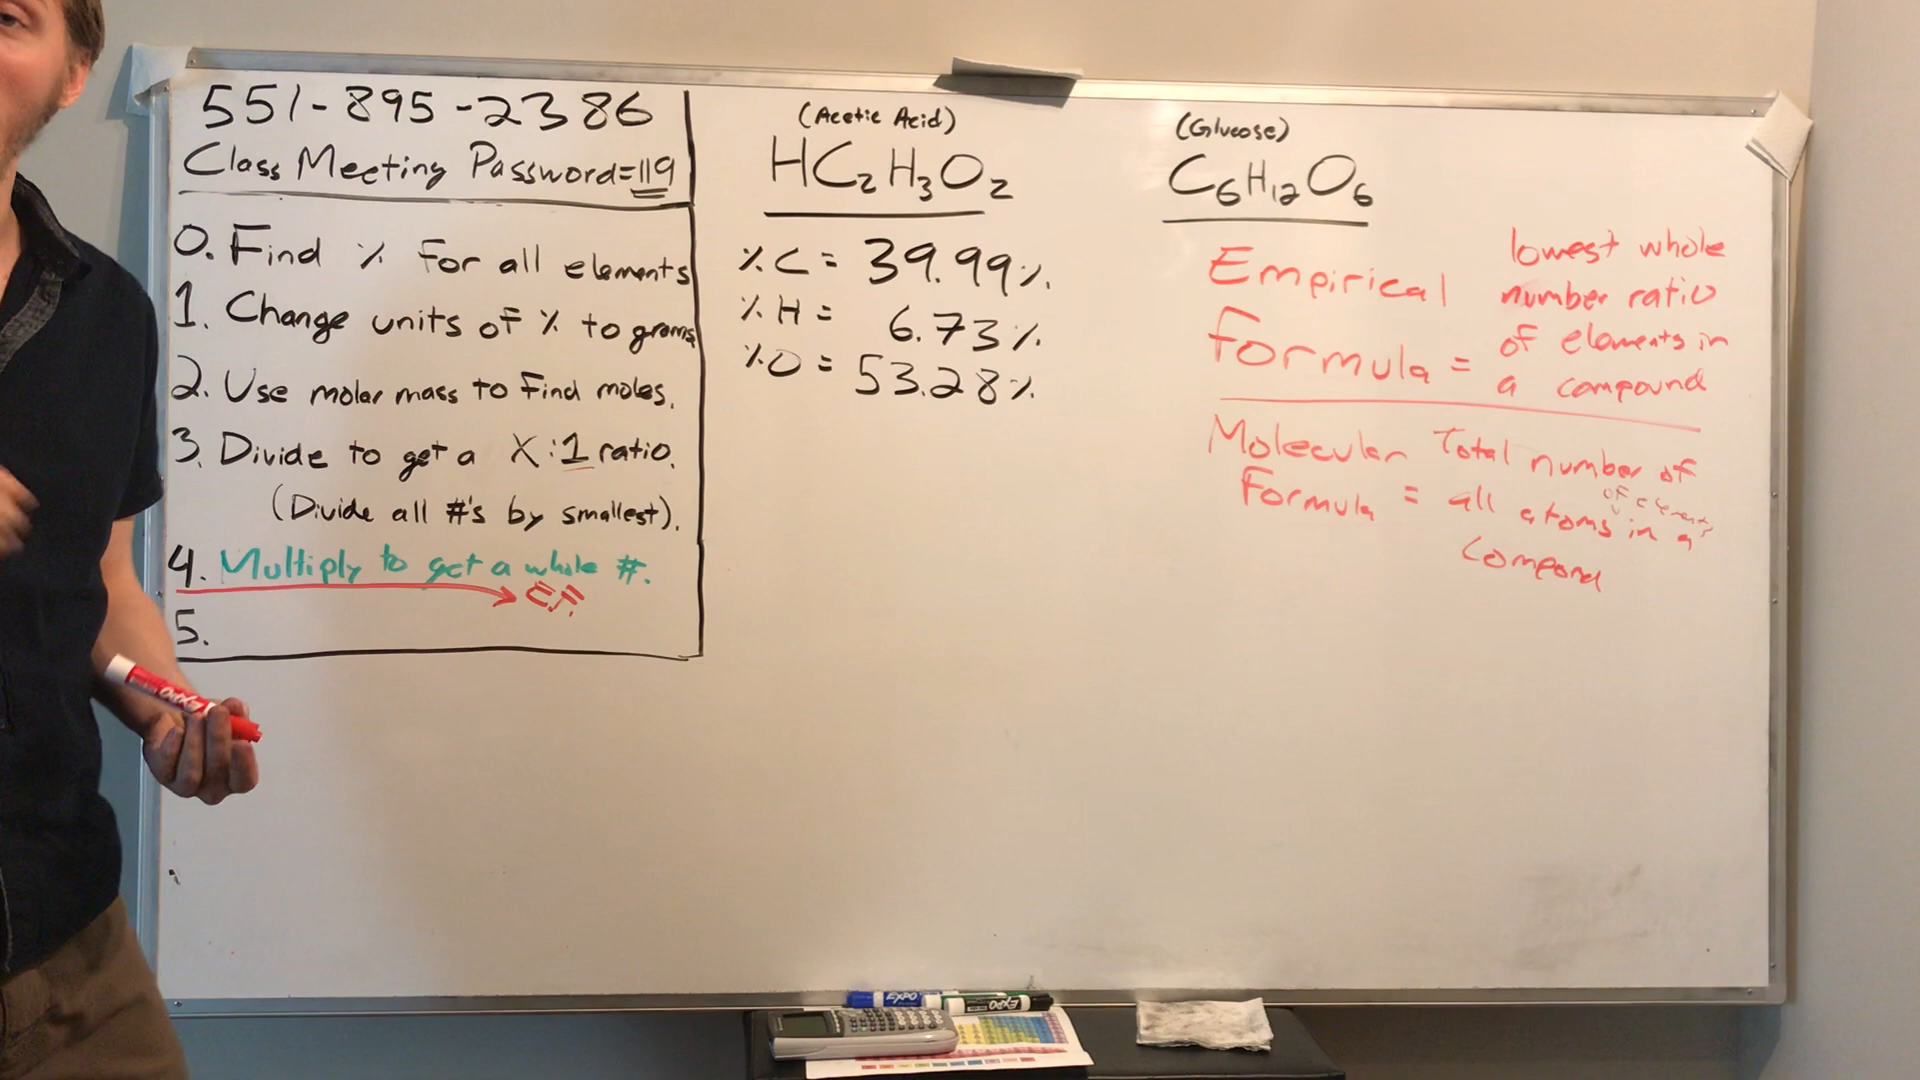 551-895-2386
Class Meeting Password=119
0. Find % for all elements
1. Change units of % to grams
2. Use molar mass to find moles.
3. Divide to get a X:1 ratio.
(Divide all #'s by smallest).
4. Multiply to get a whole #.
E.F.
5.
(Acetic Acid)
HC₂H₃O₂
%C = 39.99%.
%H = 6.73%.
%O = 53.28%.
(Glucose)
C₆H₁₂O₆
Empirical
Formula =
lowest whole
number ratio
of elements in
a compound
Molecular
Formula =
Total number of
all atoms in a
of elements
compound
EXPO
EXPO
EXPO